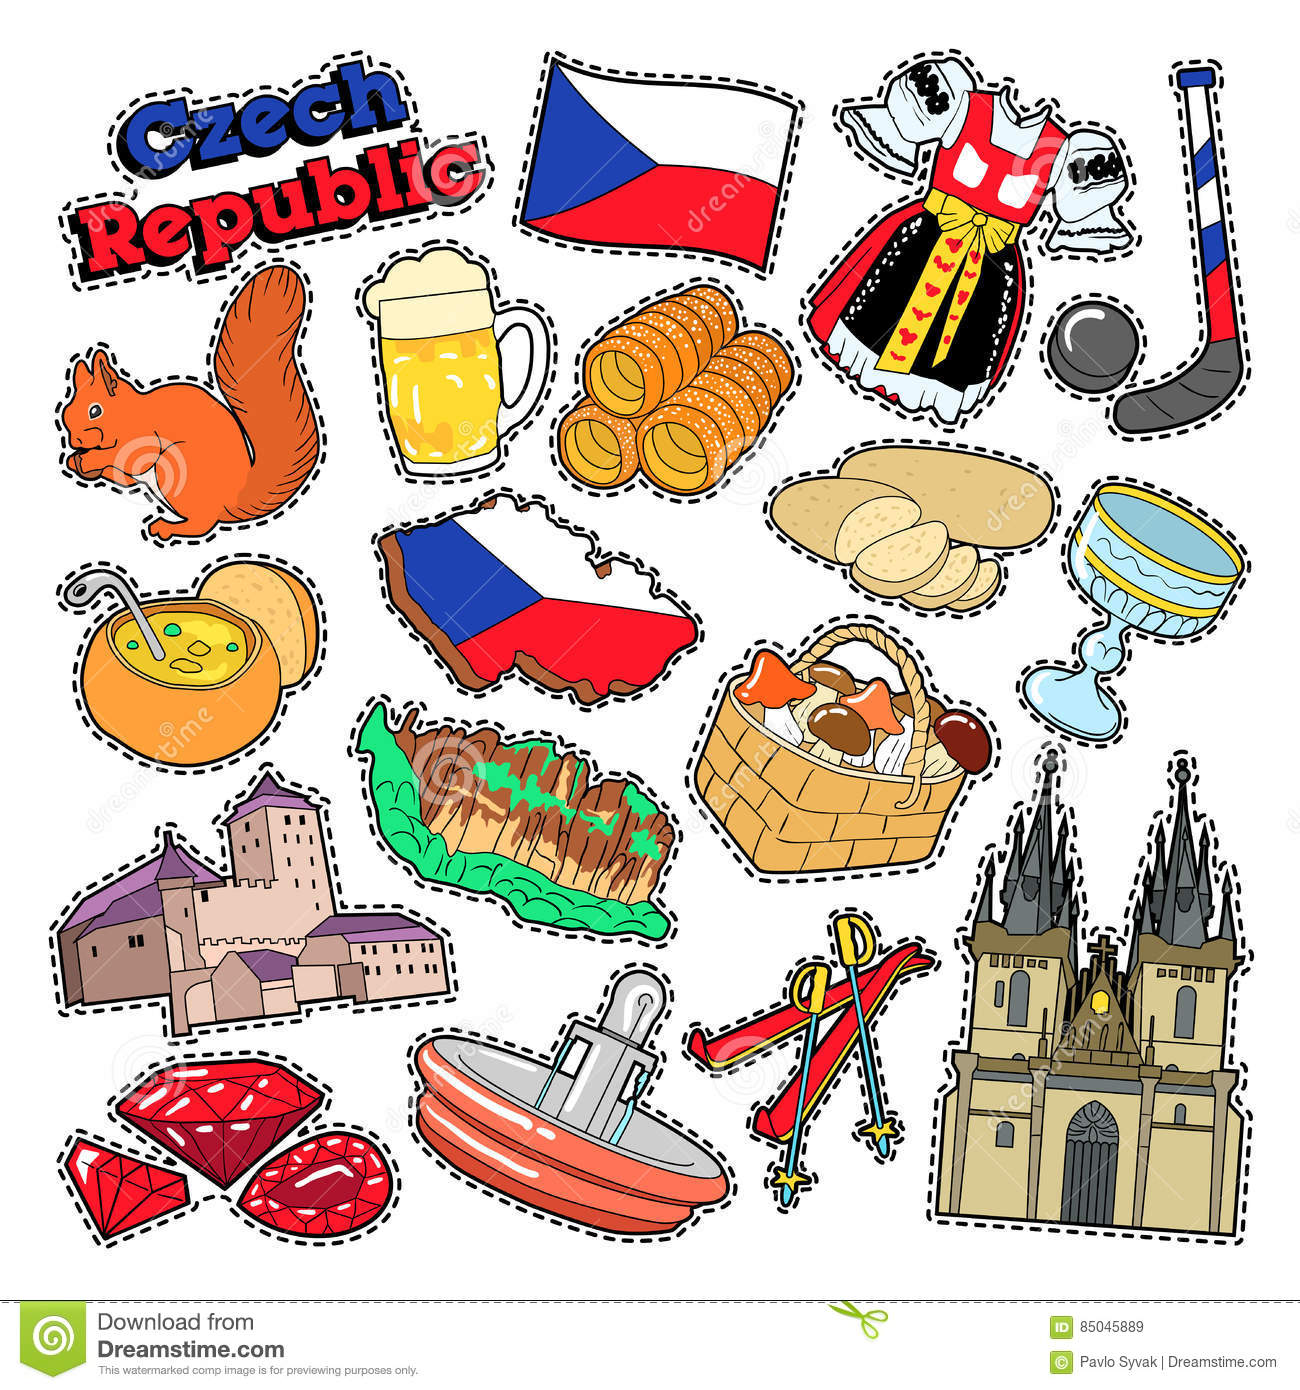 Czech
Republic
Download from
Dreamstime.com
This watermarked comp image is for previewing purposes only.
ID 85045889
© Pavlo Syvak | Dreamstime.com